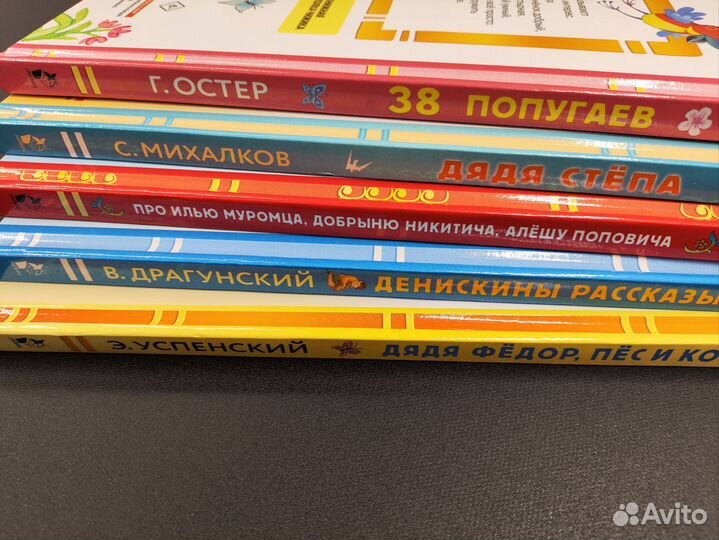 Г. ОСТЕР 38 ПОПУГАЕВ
С. МИХАЛКОВ ДЯДЯ СТЁПА
ПРО ИЛЬЮ МУРОМЦА, ДОБРЫНЮ НИКИТИЧА, АЛЁШУ ПОПОВИЧА
В. ДРАГУНСКИЙ ДЕНИСКИНЫ РАССКАЗЫ
Э. УСПЕНСКИЙ ДЯДЯ ФЁДОР, ПЁС И КО
Avito